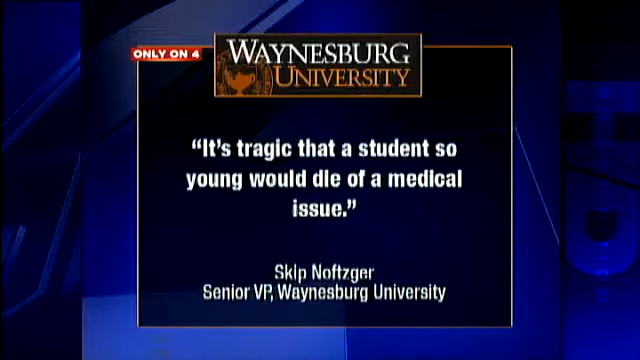 ONLY ON 4
WAYNESBURG
UNIVERSITY
“It’s tragic that a student so
young would die of a medical
issue.”
Skip Noftzger
Senior VP, Waynesburg University